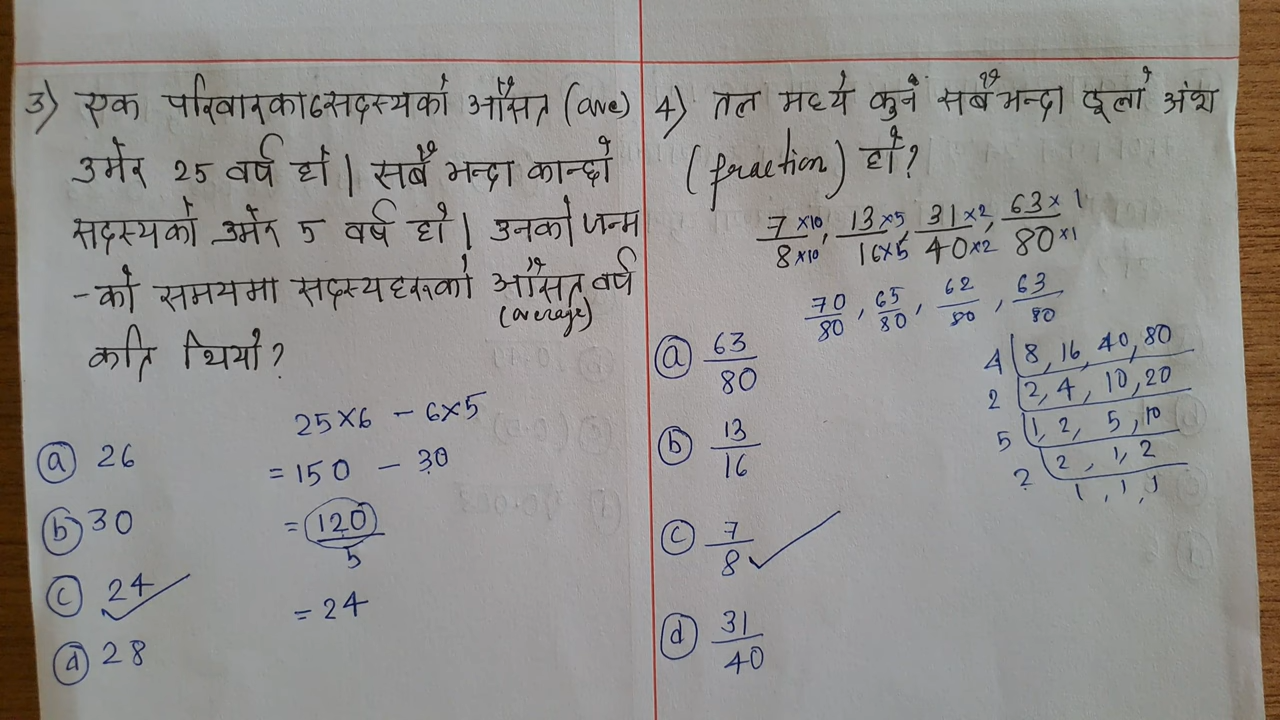 3) एक परिवारका 6 सदस्यको औसत (ave)
उमेर 25 वर्ष हो। सबै भन्दा कान्छो
सदस्यको उमेर 5 वर्ष हो। उनको जन्म
-को समयमा सदस्यहरूको औसत वर्ष
(average)
कति थियो?
25×6 - 6×5
= 150 - 30
= 120/5
= 24
ⓐ 26
ⓑ 30
ⓒ 24 ✓
ⓓ 28
4) तल मध्ये कुन सबै भन्दा ठूलो अंश
(fraction) हो?
7×10/8×10, 13×5/16×5, 31×2/40×2, 63×1/80×1
70/80, 65/80, 62/80, 63/80
4 | 8, 16, 40, 80
2 | 2, 4, 10, 20
5 | 1, 2, 5, 10
2 | 2, 1, 2
1, 1, 1
ⓐ 63/80
ⓑ 13/16
ⓒ 7/8 ✓
ⓓ 31/40